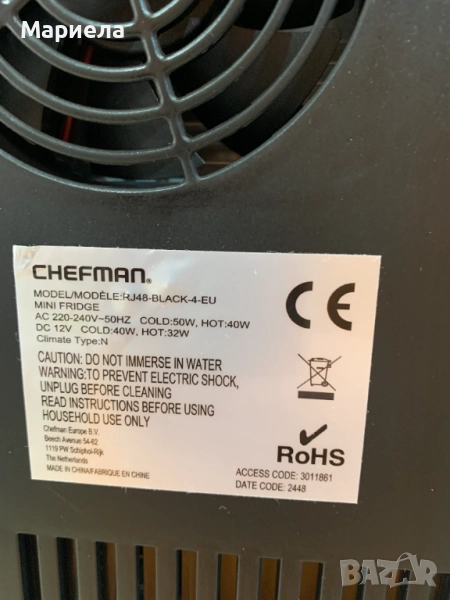 Мариела
CHEFMAN®
MODEL/MODÈLE:RJ48-BLACK-4-EU
MINI FRIDGE
AC 220-240V~50HZ COLD:50W, HOT:40W
DC 12V COLD:40W, HOT:32W
Climate Type:N
CAUTION: DO NOT IMMERSE IN WATER
WARNING:TO PREVENT ELECTRIC SHOCK,
UNPLUG BEFORE CLEANING
READ INSTRUCTIONS BEFORE USING
HOUSEHOLD USE ONLY
Chefman Europe B.V.
Beech Avenue 54-62
1119 PW Schiphol-Rijk
The Netherlands
MADE IN CHINA/FABRIQUE EN CHINE
CE
RoHS
ACCESS CODE: 3011861
DATE CODE: 2448
BAZAR